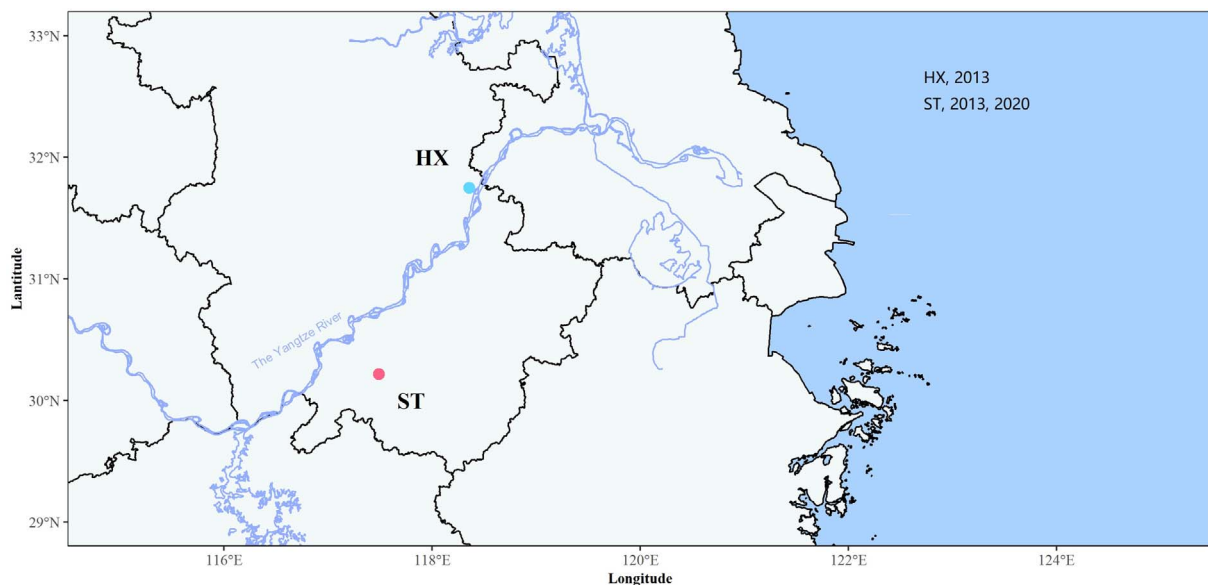 33°N
HX, 2013
ST, 2013, 2020
32°N
HX
31°N
Lantitude
The Yangtze River
30°N
ST
29°N
116°E
118°E
120°E
122°E
124°E
Longitude